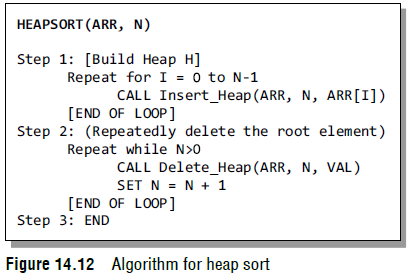 HEAPSORT(ARR, N)
Step 1: [Build Heap H]
Repeat for I = 0 to N-1
CALL Insert_Heap(ARR, N, ARR[I])
[END OF LOOP]
Step 2: (Repeatedly delete the root element)
Repeat while N>0
CALL Delete_Heap(ARR, N, VAL)
SET N = N + 1
[END OF LOOP]
Step 3: END
Figure 14.12 Algorithm for heap sort